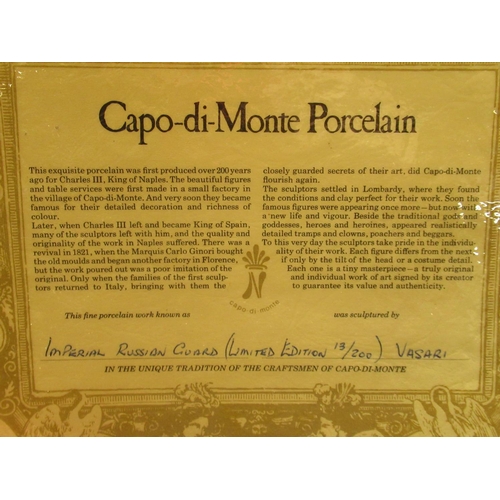 Capo-di-Monte Porcelain
This exquisite porcelain was first produced over 200 years
ago for Charles III, King of Naples. The beautiful figures
and table services were first made in a small factory in
the village of Capo-di-Monte. And very soon they became
famous for their detailed decoration and richness of
colour.
Later, when Charles III left and became King of Spain,
many of the sculptors left with him, and the quality and
originality of the work in Naples suffered. There was a
revival in 1821, when the Marquis Carlo Ginori bought
the old moulds and began another factory in Florence,
but the work poured out was a poor imitation of the
original. Only when the families of the first sculp-
tors returned to Italy, bringing with them the
closely guarded secrets of their art, did Capo-di-Monte
flourish again.
The sculptors settled in Lombardy, where they found
the conditions and clay perfect for their work. Soon the
famous figures were appearing once more—but now with
a new life and vigour. Beside the traditional gods and
goddesses, heroes and heroines, appeared realistically
detailed tramps and clowns, poachers and beggars.
To this very day the sculptors take pride in the individu-
ality of their work. Each figure differs from the next
if only by the tilt of the head or a costume detail.
Each one is a tiny masterpiece—a truly original
and individual work of art signed by its creator
to guarantee its value and authenticity.
N
capo di monte
This fine porcelain work known as was sculptured by
IMPERIAL RUSSIAN GUARD (LIMITED EDITION 13/200) VASARI
IN THE UNIQUE TRADITION OF THE CRAFTSMEN OF CAPO-DI-MONTE